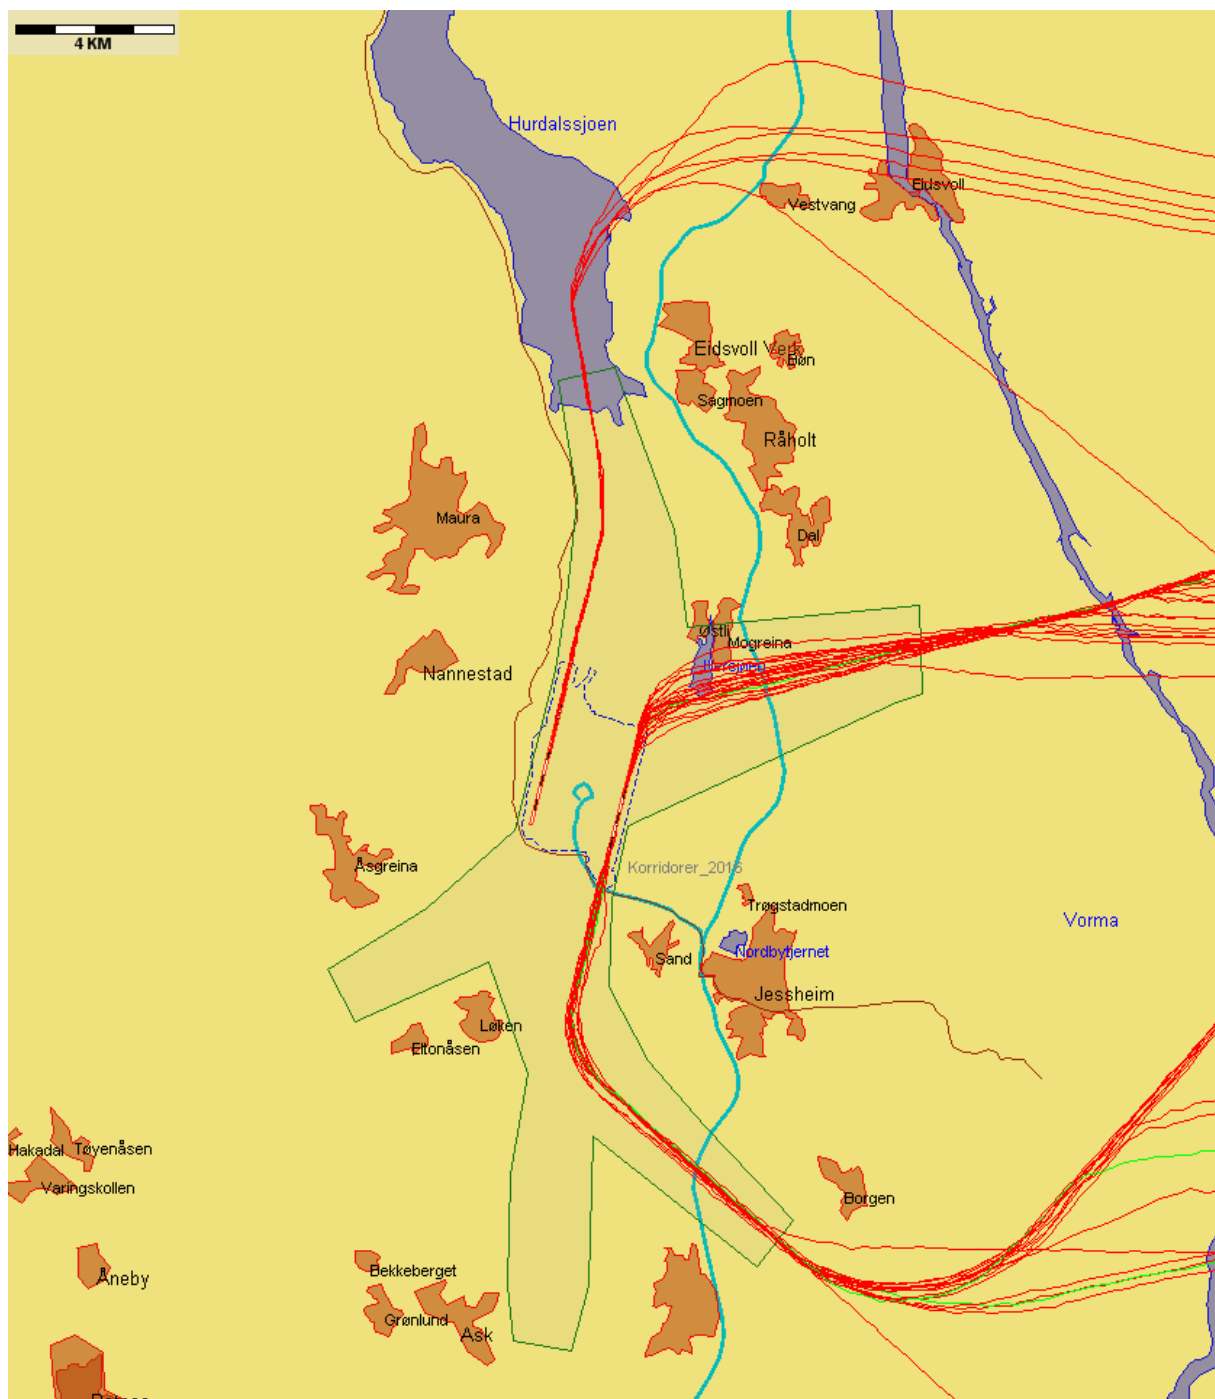 4 KM
Hurdalssjoen
Eidsvoll
Vestvang
Eidsvoll Verk
Bøn
Sagmoen
Råholt
Maura
Dal
Østli
Mogreina
Nannestad
Åsgreina
Korridorer_2016
Trøgstadmoen
Vorma
Nordbytjernet
Sand
Jessheim
Løken
Eltonåsen
Hakadal
Tøyenåsen
Varingskollen
Borgen
Åneby
Bekkeberget
Grønlund
Ask